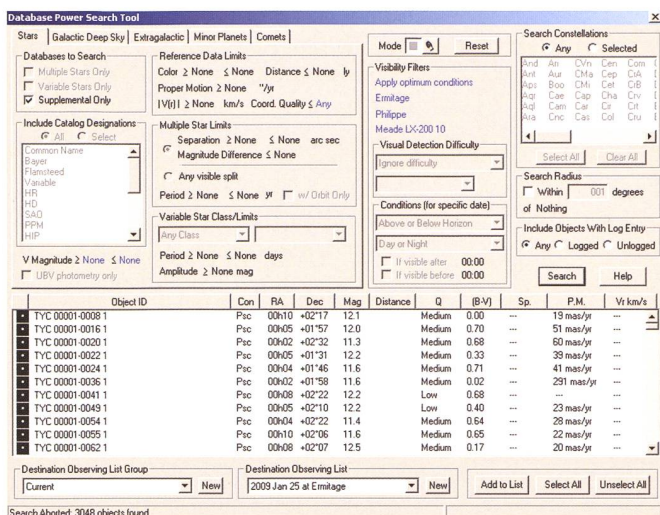 Database Power Search Tool
Stars Galactic Deep Sky Extragalactic Minor Planets Comets
Databases to Search
Multiple Stars Only
Variable Stars Only
Supplemental Only
Include Catalog Designations
All Select
Common Name
Bayer
Flamsteed
Variable
HR
HD
SAO
PPM
HIP
V Magnitude ≥ None ≤ None
UBV photometry only
Reference Data Limits
Color ≥ None ≤ None Distance ≤ None ly
Proper Motion ≥ None "/yr
|V(r)| ≥ None km/s Coord. Quality ≤ Any
Multiple Star Limits
Separation ≥ None ≤ None arc sec
Magnitude Difference ≤ None
Any visible split
Period ≥ None ≤ None yr w/ Orbit Only
Variable Star Class/Limits
Any Class
Period ≥ None ≤ None days
Amplitude ≥ None mag
Mode Reset
Visibility Filters
Apply optimum conditions
Ermitage
Philippe
Meade LX-200 10
Visual Detection Difficulty
Ignore difficulty
Conditions (for specific date)
Above or Below Horizon
Day or Night
If visible after 00:00
If visible before 00:00
Search Constellations
Any Selected
And An CVn Cen Com
Ant Aur CMa Cep CrA
Aps Boo CMi Cet CrB
Aqr Cae Cap Cha Crv
Aql Cam Car Cir Crt
Ara Cnc Cas Col Cru
Select All Clear All
Search Radius
Within 001 degrees
of Nothing
Include Objects With Log Entry
Any Logged Unlogged
Search Help
Object ID Con RA Dec Mag Distance Q (B-V) Sp. P.M. Vr km/s
TYC 00001-0008 1 Psc 00h10 +02°17 12.1 Medium 0.00 --- 19 mas/yr ---
TYC 00001-0016 1 Psc 00h05 +01°57 12.0 Medium 0.70 --- 51 mas/yr ---
TYC 00001-0020 1 Psc 00h02 +02°32 11.3 Medium 0.68 --- 60 mas/yr ---
TYC 00001-0022 1 Psc 00h05 +01°31 12.2 Medium 0.33 --- 39 mas/yr ---
TYC 00001-0024 1 Psc 00h04 +01°46 11.6 Medium 0.71 --- 41 mas/yr ---
TYC 00001-0036 1 Psc 00h02 +01°58 11.6 Medium 0.02 --- 291 mas/yr ---
TYC 00001-0041 1 Psc 00h08 +02°22 12.2 Low 0.68 --- --- ---
TYC 00001-0049 1 Psc 00h05 +02°10 12.2 Low 0.40 --- 23 mas/yr ---
TYC 00001-0054 1 Psc 00h04 +02°22 11.4 Medium 0.64 --- 28 mas/yr ---
TYC 00001-0055 1 Psc 00h10 +02°06 11.6 Medium 0.65 --- 22 mas/yr ---
TYC 00001-0062 1 Psc 00h08 +02°07 12.5 Medium 0.17 --- 20 mas/yr ---
Destination Observing List Group
Current New
Destination Observing List
2009 Jan 25 at Ermitage New
Add to List Select All Unselect All
Search Aborted: 3048 objects found